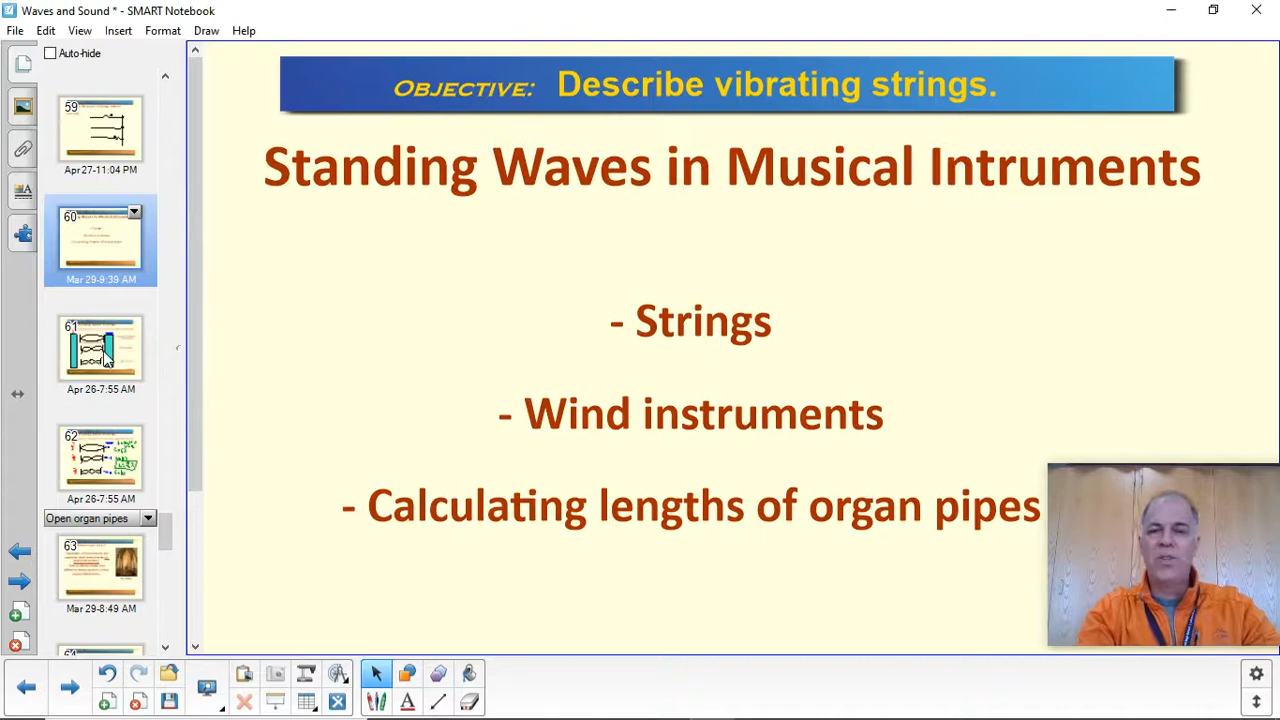 Waves and Sound * - SMART Notebook
File Edit View Insert Format Draw Help
Auto-hide
59
Apr 27-11:04 PM
60
Mar 29-9:39 AM
61
Apr 26-7:55 AM
62
Apr 26-7:55 AM
Open organ pipes
63
Mar 29-8:49 AM
OBJECTIVE: Describe vibrating strings.
Standing Waves in Musical Intruments
- Strings
- Wind instruments
- Calculating lengths of organ pipes